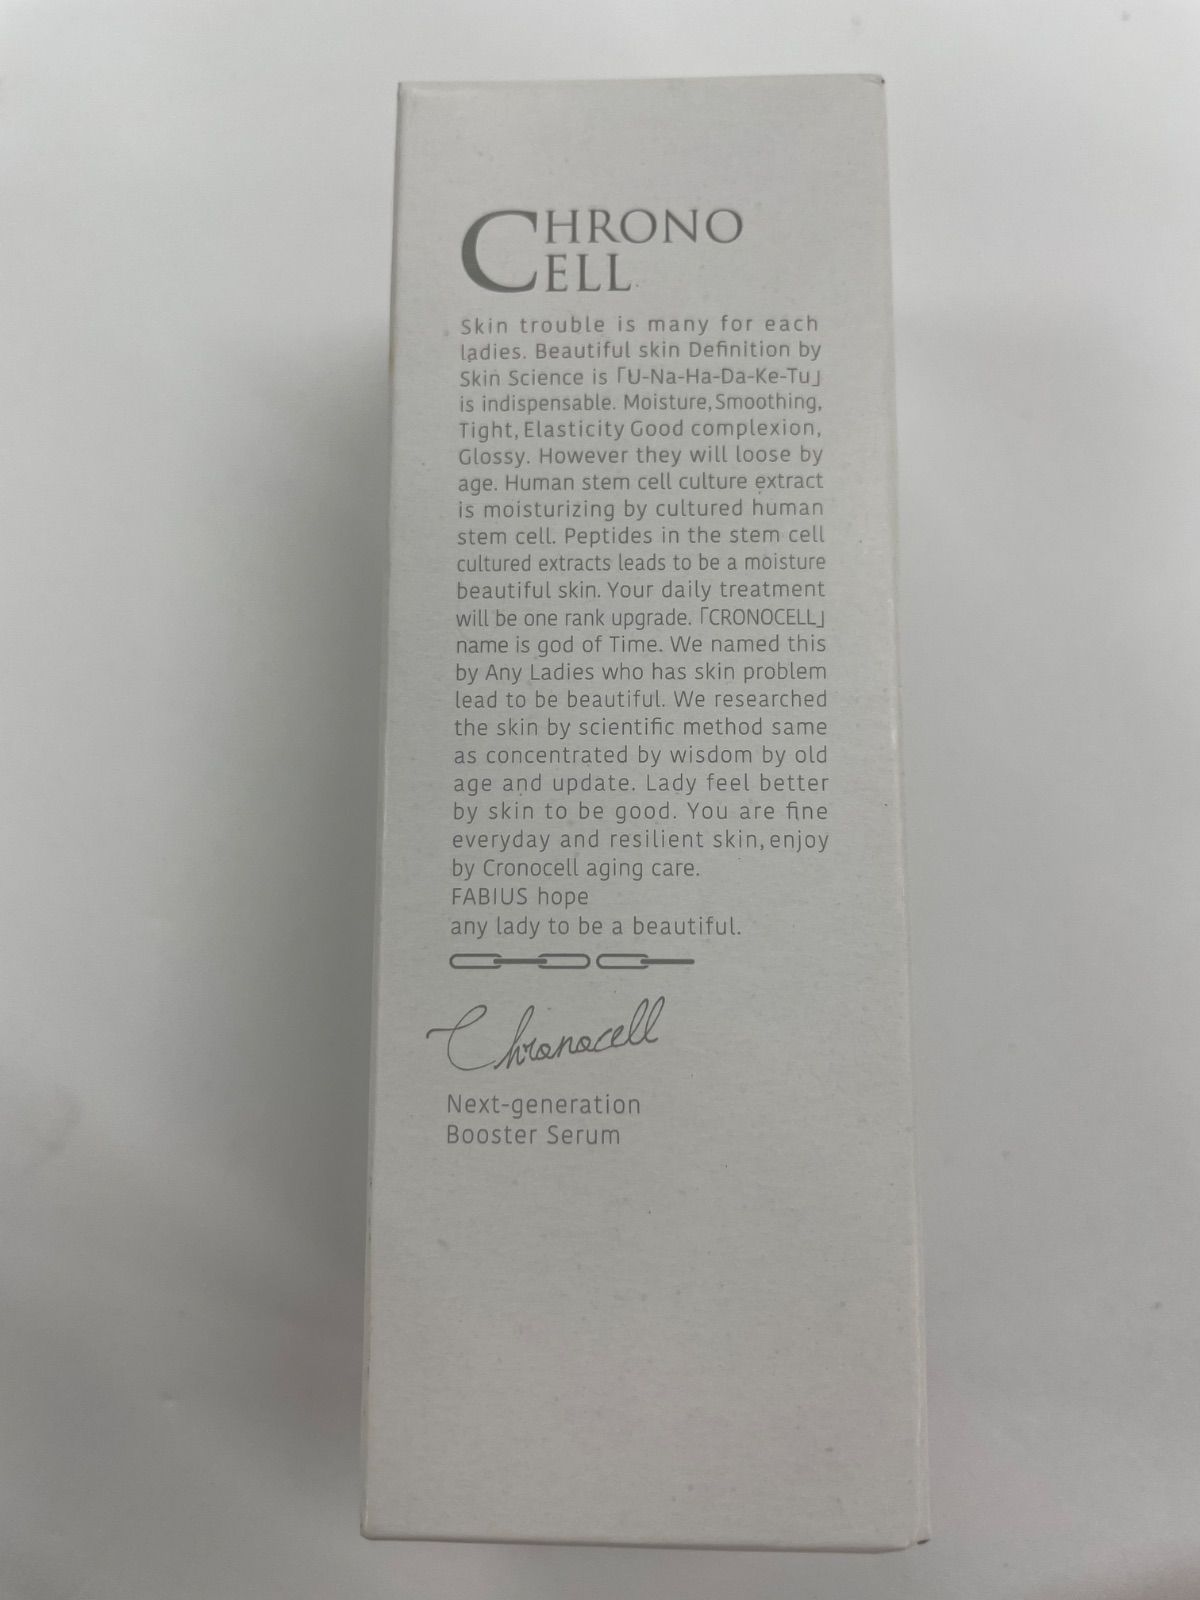 CHRONO
CELL
Skin trouble is many for each
ladies. Beautiful skin Definition by
Skin Science is「U-Na-Ha-Da-Ke-Tu」
is indispensable. Moisture, Smoothing,
Tight, Elasticity Good complexion,
Glossy. However they will loose by
age. Human stem cell culture extract
is moisturizing by cultured human
stem cell. Peptides in the stem cell
cultured extracts leads to be a moisture
beautiful skin. Your daily treatment
will be one rank upgrade.「CRONOCELL」
name is god of Time. We named this
by Any Ladies who has skin problem
lead to be beautiful. We researched
the skin by scientific method same
as concentrated by wisdom by old
age and update. Lady feel better
by skin to be good. You are fine
everyday and resilient skin, enjoy
by Cronocell aging care.
FABIUS hope
any lady to be a beautiful.
Chronocell
Next-generation
Booster Serum